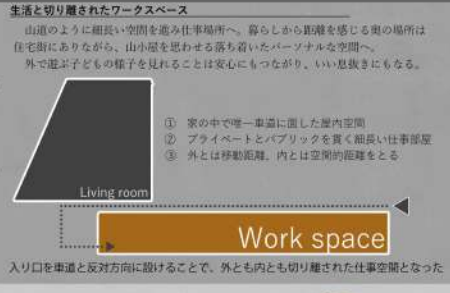 生活と切り離されたワークスペース
山道のように細長い空間を進み仕事場所へ。暮らしから距離を感じる奥の場所は
住宅街にありながら、山小屋を思わせる落ち着いたパーソナルな空間へ。
外で遊ぶ子どもの様子を見れることは安心にもつながり、いい息抜きにもなる。
① 家の中で唯一車道に面した屋内空間
② プライベートとパブリックを貫く細長い仕事部屋
③ 外とは移動距離、内とは空間的距離をとる
Living room
Work space
入り口を車道と反対方向に設けることで、外とも内とも切り離された仕事空間となった